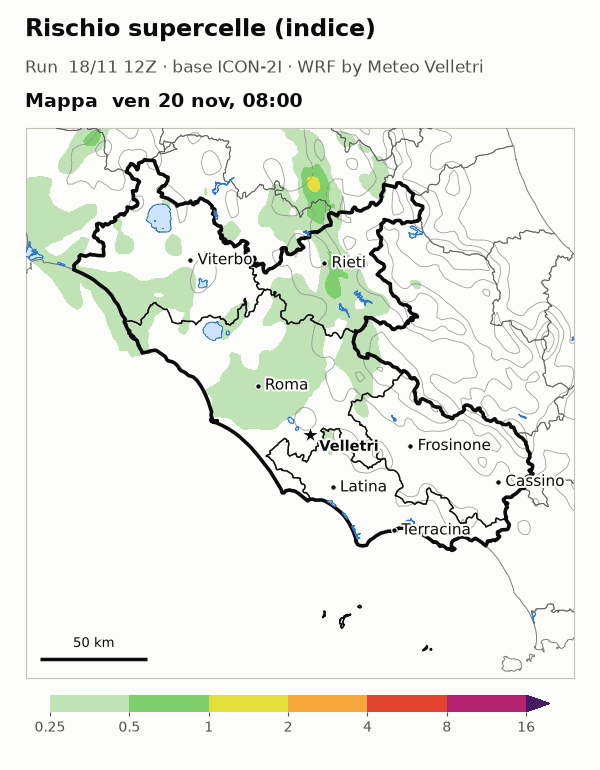 Rischio supercelle (indice)
Run  18/11 12Z · base ICON-2I · WRF by Meteo Velletri
Mappa  ven 20 nov, 08:00
Viterbo
Rieti
Roma
Velletri
Frosinone
Latina
Cassino
Terracina
50 km
0.25 0.5 1 2 4 8 16